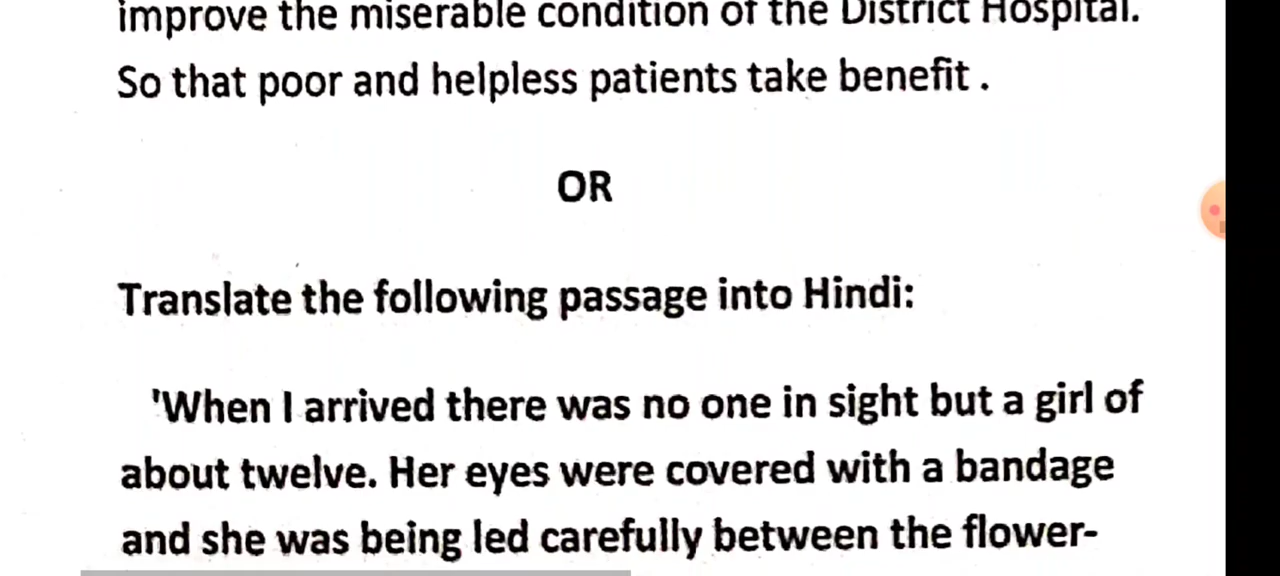 improve the miserable condition of the District Hospital.
So that poor and helpless patients take benefit .
OR
Translate the following passage into Hindi:
'When I arrived there was no one in sight but a girl of
about twelve. Her eyes were covered with a bandage
and she was being led carefully between the flower-